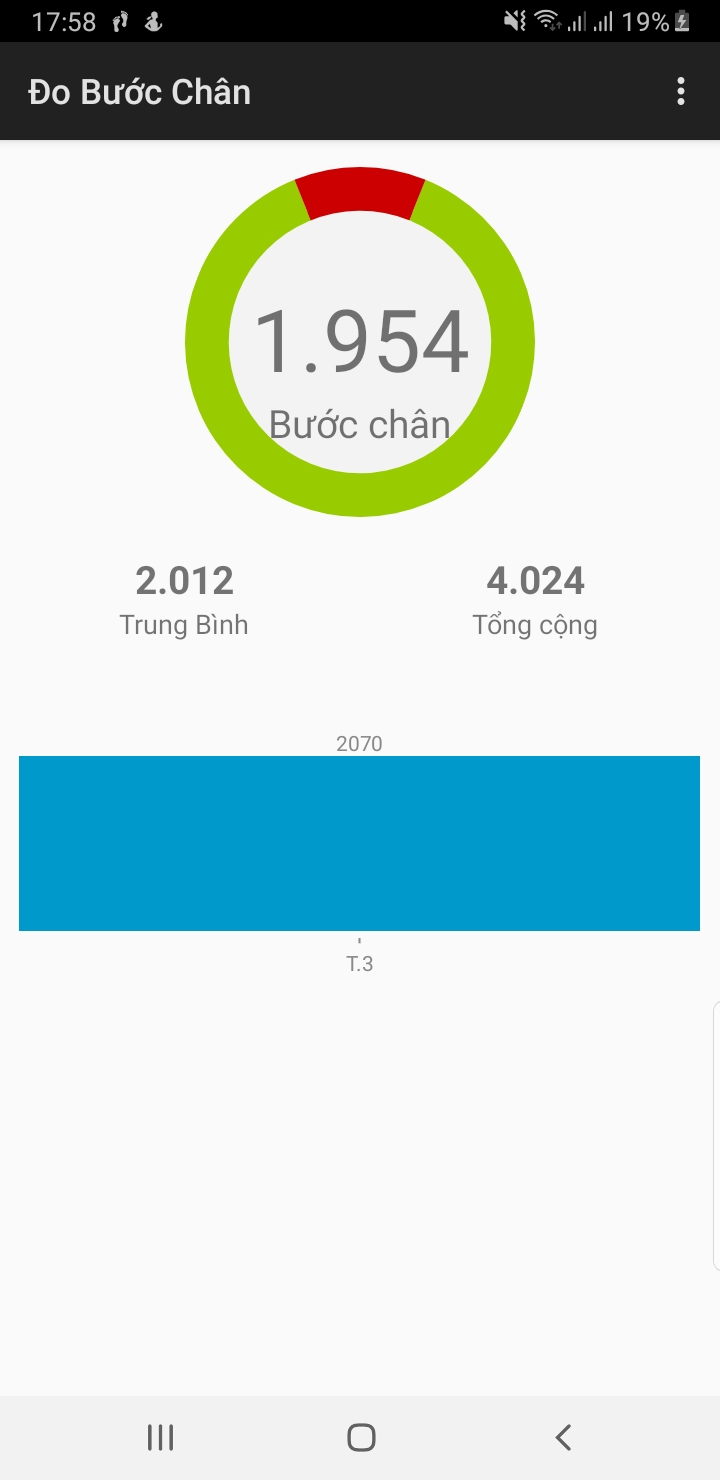 17:58
19%
Đo Bước Chân
1.954
Bước chân
2.012
4.024
Trung Bình
Tổng cộng
2070
T.3